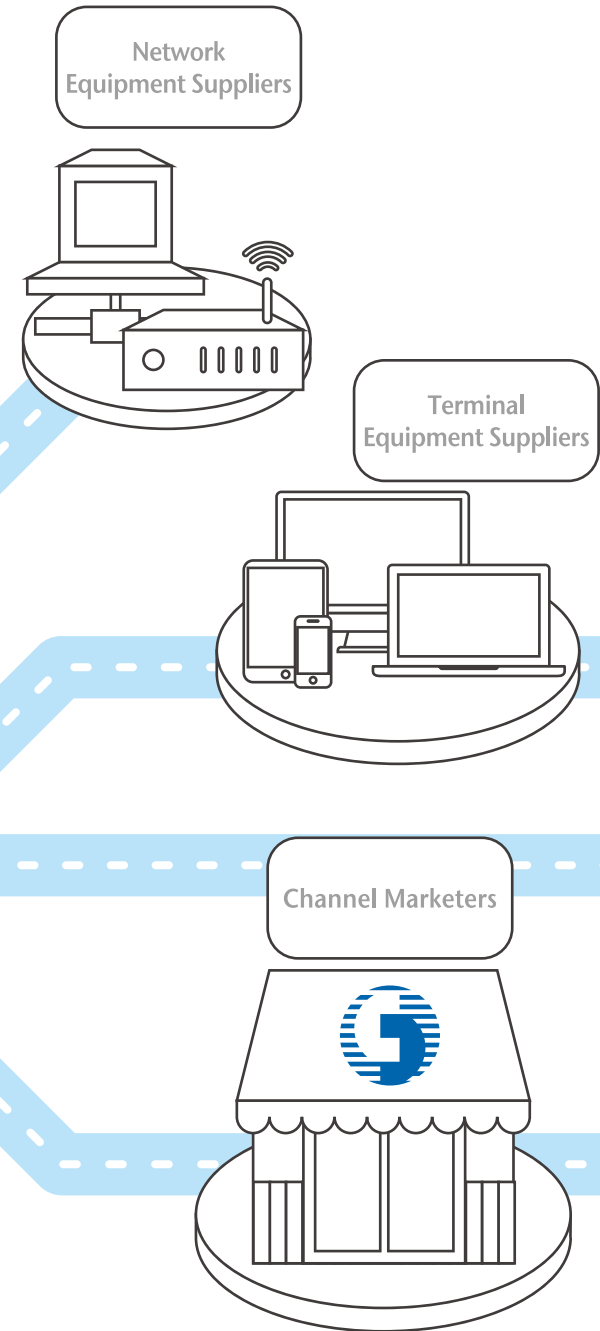 Network
Equipment Suppliers
Terminal
Equipment Suppliers
Channel Marketers